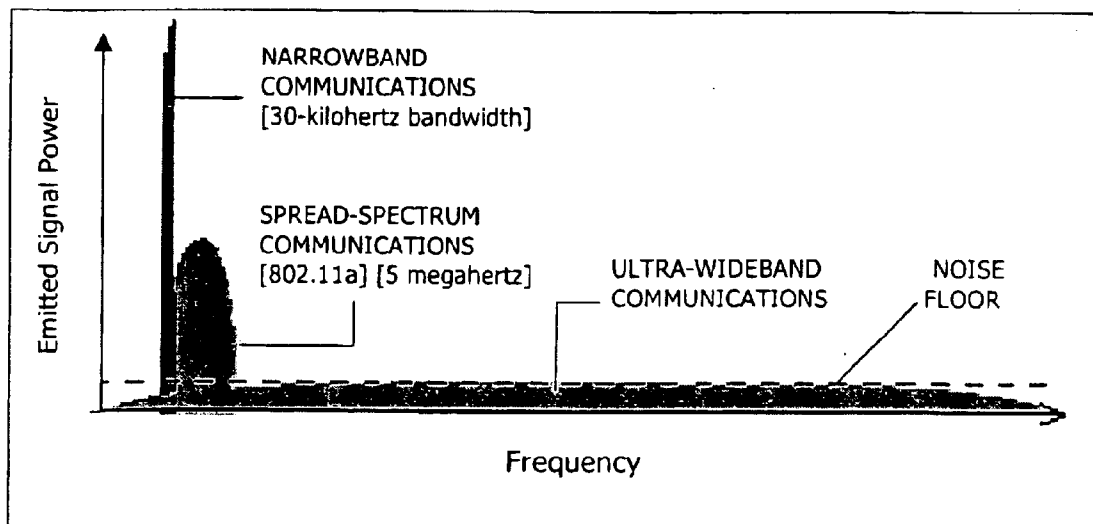 Emitted Signal Power
NARROWBAND
COMMUNICATIONS
[30-kilohertz bandwidth]
SPREAD-SPECTRUM
COMMUNICATIONS
[802.11a] [5 megahertz]
ULTRA-WIDEBAND
COMMUNICATIONS
NOISE
FLOOR
Frequency